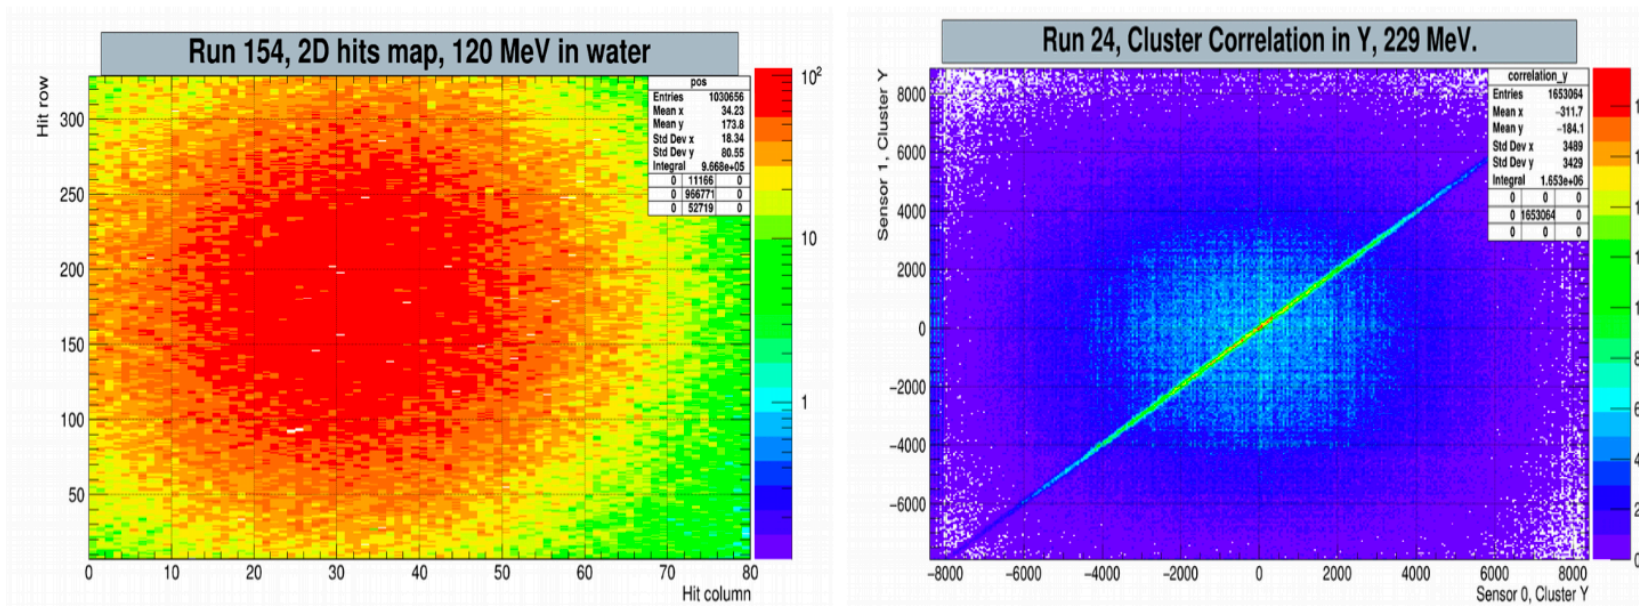 Run 154, 2D hits map, 120 MeV in water
Hit row
300
250
200
150
100
50
0 10 20 30 40 50 60 70 80
Hit column
pos
Entries 1030656
Mean x 34.23
Mean y 173.8
Std Dev x 18.34
Std Dev y 80.55
Integral 9.668e+05
0 11166 0
0 966771 0
0 52719 0
10²
10
1
Run 24, Cluster Correlation in Y, 229 MeV.
Sensor 1, Cluster Y
8000
6000
4000
2000
0
−2000
−4000
−6000
−8000 −6000 −4000 −2000 0 2000 4000 6000 8000
Sensor 0, Cluster Y
correlation_y
Entries 1653064
Mean x −311.7
Mean y −184.1
Std Dev x 3489
Std Dev y 3429
Integral 1.653e+06
0 0 0
0 1653064 0
0 0 0